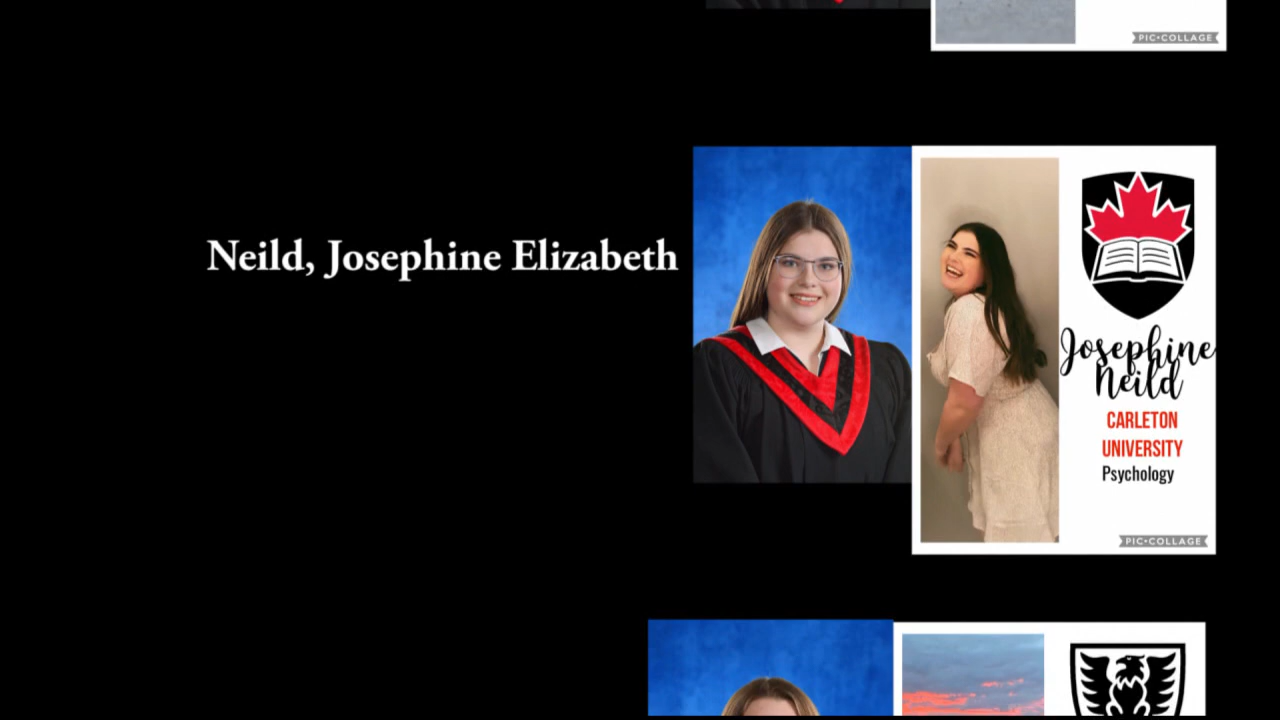 PIC•COLLAGE
Neild, Josephine Elizabeth
Josephine
Neild
CARLETON
UNIVERSITY
Psychology
PIC•COLLAGE